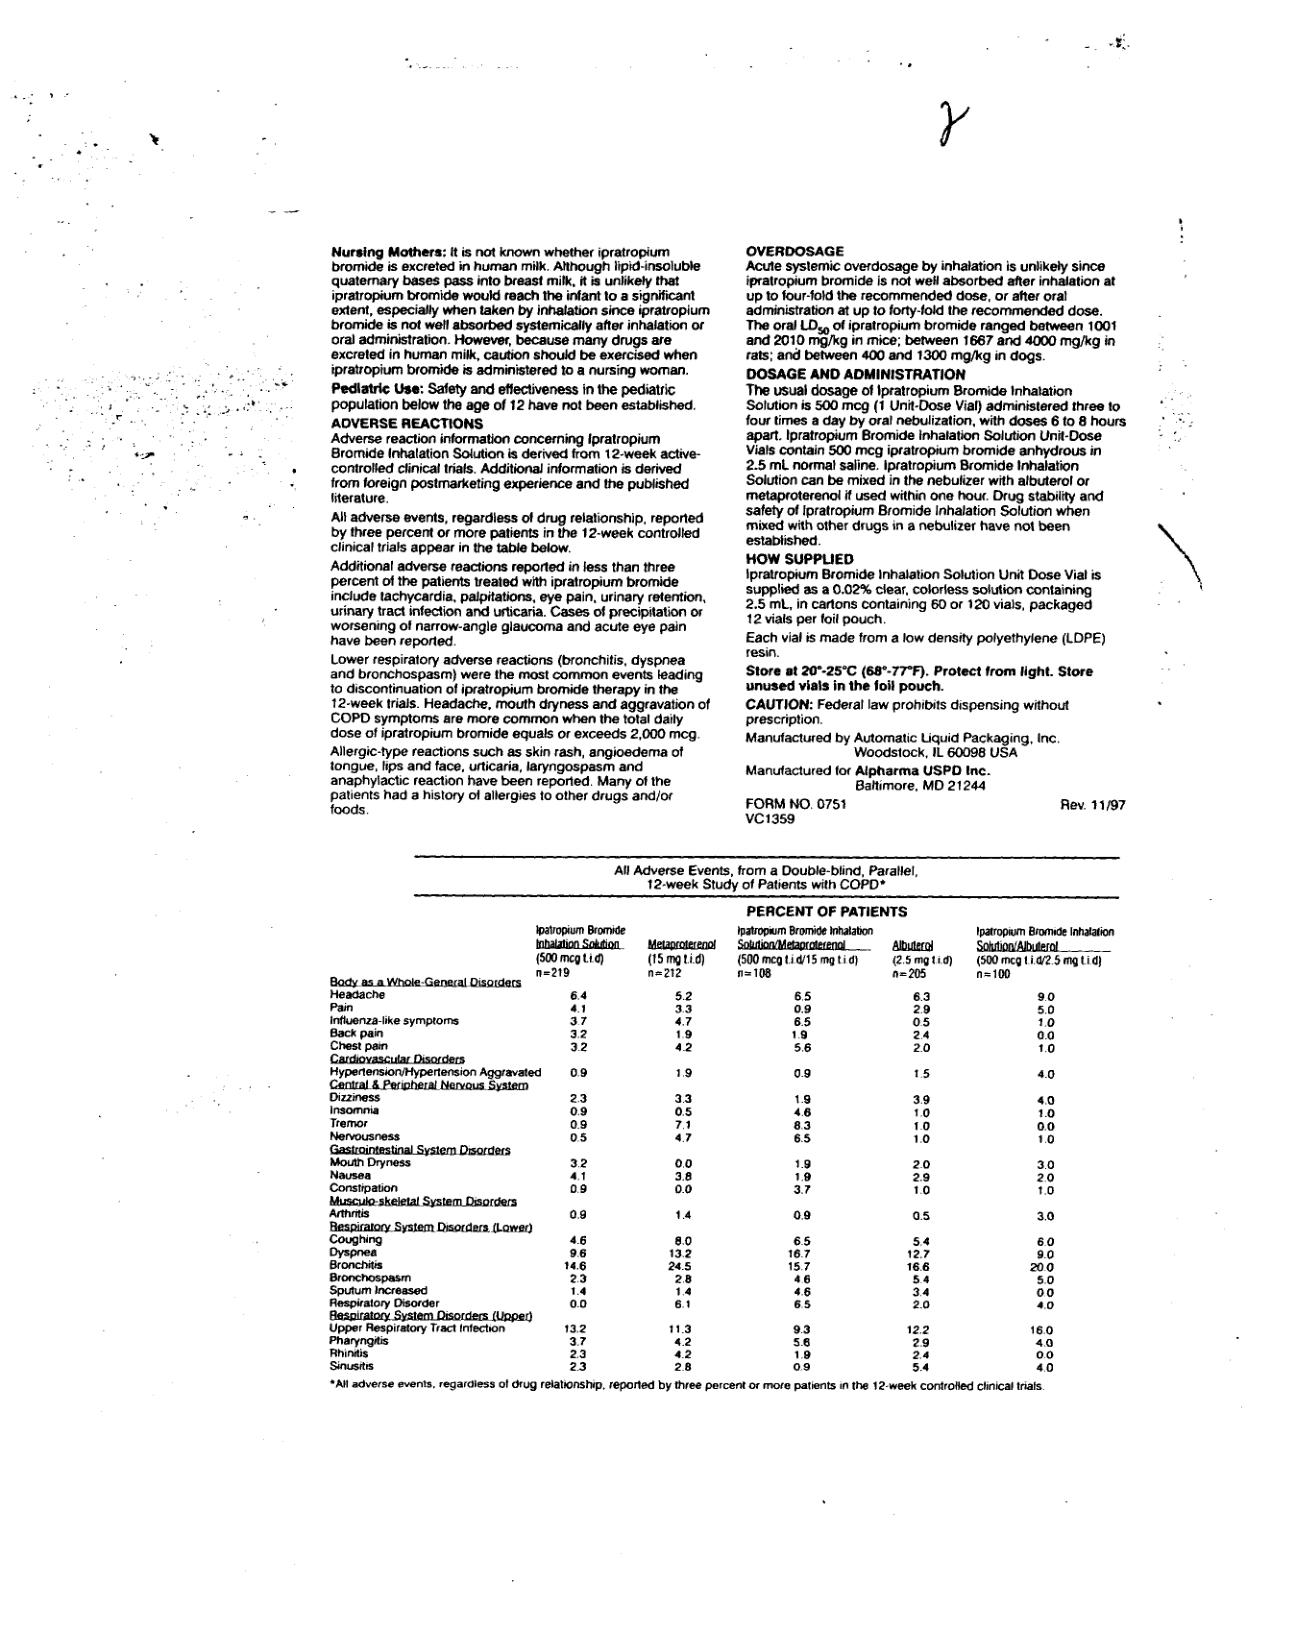 2
Nursing Mothers: It is not known whether ipratropium
bromide is excreted in human milk. Although lipid-insoluble
quaternary bases pass into breast milk, it is unlikely that
ipratropium bromide would reach the infant to a significant
extent, especially when taken by inhalation since ipratropium
bromide is not well absorbed systemically after inhalation or
oral administration. However, because many drugs are
excreted in human milk, caution should be exercised when
ipratropium bromide is administered to a nursing woman.
Pediatric Use: Safety and effectiveness in the pediatric
population below the age of 12 have not been established.
ADVERSE REACTIONS
Adverse reaction information concerning Ipratropium
Bromide Inhalation Solution is derived from 12-week active-
controlled clinical trials. Additional information is derived
from foreign postmarketing experience and the published
literature.
All adverse events, regardless of drug relationship, reported
by three percent or more patients in the 12-week controlled
clinical trials appear in the table below.
Additional adverse reactions reported in less than three
percent of the patients treated with ipratropium bromide
include tachycardia, palpitations, eye pain, urinary retention,
urinary tract infection and urticaria. Cases of precipitation or
worsening of narrow-angle glaucoma and acute eye pain
have been reported.
Lower respiratory adverse reactions (bronchitis, dyspnea
and bronchospasm) were the most common events leading
to discontinuation of ipratropium bromide therapy in the
12-week trials. Headache, mouth dryness and aggravation of
COPD symptoms are more common when the total daily
dose of ipratropium bromide equals or exceeds 2,000 mcg.
Allergic-type reactions such as skin rash, angioedema of
tongue, lips and face, urticaria, laryngospasm and
anaphylactic reaction have been reported. Many of the
patients had a history of allergies to other drugs and/or
foods.
OVERDOSAGE
Acute systemic overdosage by inhalation is unlikely since
ipratropium bromide is not well absorbed after inhalation at
up to four-fold the recommended dose, or after oral
administration at up to forty-fold the recommended dose.
The oral LD50 of ipratropium bromide ranged between 1001
and 2010 mg/kg in mice; between 1667 and 4000 mg/kg in
rats; and between 400 and 1300 mg/kg in dogs.
DOSAGE AND ADMINISTRATION
The usual dosage of Ipratropium Bromide Inhalation
Solution is 500 mcg (1 Unit-Dose Vial) administered three to
four times a day by oral nebulization, with doses 6 to 8 hours
apart. Ipratropium Bromide Inhalation Solution Unit-Dose
Vials contain 500 mcg ipratropium bromide anhydrous in
2.5 mL normal saline. Ipratropium Bromide Inhalation
Solution can be mixed in the nebulizer with albuterol or
metaproterenol if used within one hour. Drug stability and
safety of Ipratropium Bromide Inhalation Solution when
mixed with other drugs in a nebulizer have not been
established.
HOW SUPPLIED
Ipratropium Bromide Inhalation Solution Unit Dose Vial is
supplied as a 0.02% clear, colorless solution containing
2.5 mL, in cartons containing 60 or 120 vials, packaged
12 vials per foil pouch.
Each vial is made from a low density polyethylene (LDPE)
resin.
Store at 20°-25°C (68°-77°F). Protect from light. Store
unused vials in the foil pouch.
CAUTION: Federal law prohibits dispensing without
prescription.
Manufactured by Automatic Liquid Packaging, Inc.
Woodstock, IL 60098 USA
Manufactured for Alpharma USPD Inc.
Baltimore, MD 21244
FORM NO. 0751 Rev. 11/97
VC1359
All Adverse Events, from a Double-blind, Parallel,
12-week Study of Patients with COPD*
PERCENT OF PATIENTS
Ipatropium Bromide Ipatropium Bromide Inhalation Ipatropium Bromide Inhalation
Inhalation Solution Metaproterenol Solution/Metaproterenol Albuterol Solution/Albuterol
(500 mcg t.i.d) (15 mg t.i.d) (500 mcg t.i.d/15 mg t.i.d) (2.5 mg t.i.d) (500 mcg t.i.d/2.5 mg t.i.d)
n=219 n=212 n=108 n=205 n=100
Body as a Whole-General Disorders
Headache 6.4 5.2 6.5 6.3 9.0
Pain 4.1 3.3 0.9 2.9 5.0
Influenza-like symptoms 3.7 4.7 6.5 0.5 1.0
Back pain 3.2 1.9 1.9 2.4 0.0
Chest pain 3.2 4.2 5.6 2.0 1.0
Cardiovascular Disorders
Hypertension/Hypertension Aggravated 0.9 1.9 0.9 1.5 4.0
Central & Peripheral Nervous System
Dizziness 2.3 3.3 1.9 3.9 4.0
Insomnia 0.9 0.5 4.6 1.0 1.0
Tremor 0.9 7.1 8.3 1.0 0.0
Nervousness 0.5 4.7 6.5 1.0 1.0
Gastrointestinal System Disorders
Mouth Dryness 3.2 0.0 1.9 2.0 3.0
Nausea 4.1 3.8 1.9 2.9 2.0
Constipation 0.9 0.0 3.7 1.0 1.0
Musculo-skeletal System Disorders
Arthritis 0.9 1.4 0.9 0.5 3.0
Respiratory System Disorders (Lower)
Coughing 4.6 8.0 6.5 5.4 6.0
Dyspnea 9.6 13.2 16.7 12.7 9.0
Bronchitis 14.6 24.5 15.7 16.6 20.0
Bronchospasm 2.3 2.8 4.6 5.4 5.0
Sputum Increased 1.4 1.4 4.6 3.4 0.0
Respiratory Disorder 0.0 6.1 6.5 2.0 4.0
Respiratory System Disorders (Upper)
Upper Respiratory Tract Infection 13.2 11.3 9.3 12.2 16.0
Pharyngitis 3.7 4.2 5.6 2.9 4.0
Rhinitis 2.3 4.2 1.9 2.4 0.0
Sinusitis 2.3 2.8 0.9 5.4 4.0
*All adverse events, regardless of drug relationship, reported by three percent or more patients in the 12-week controlled clinical trials.